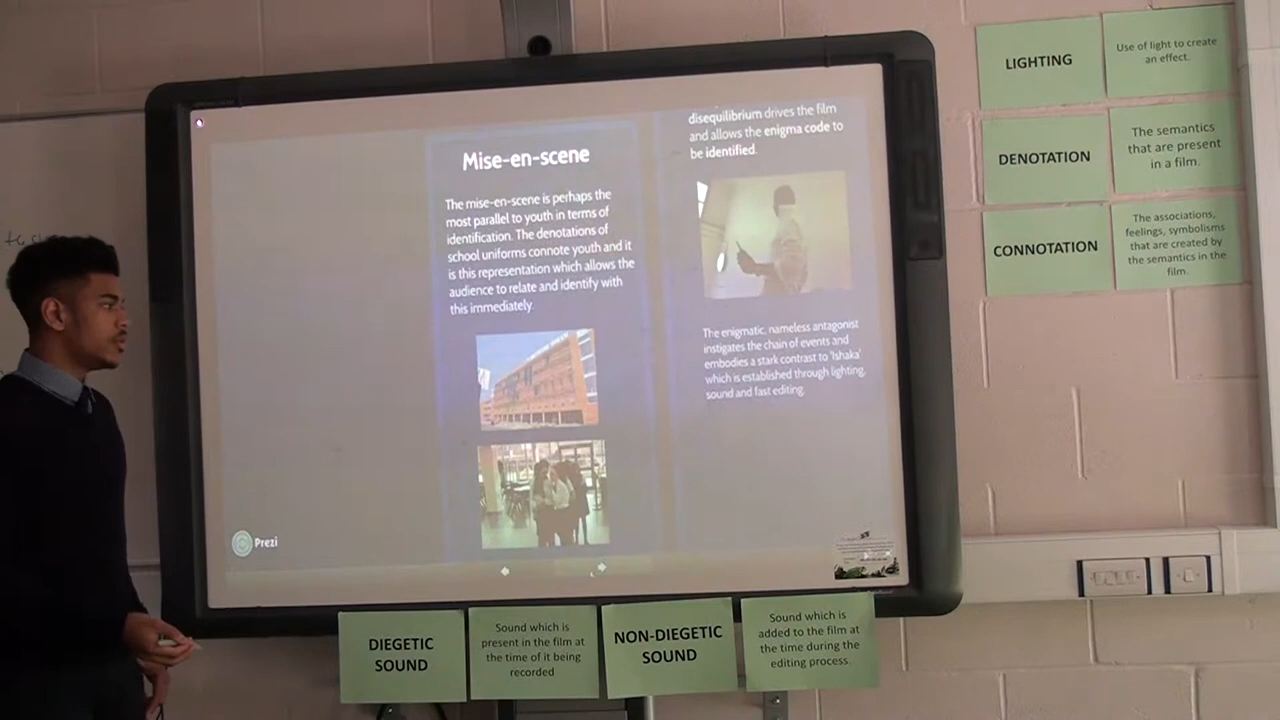 Mise-en-scene
The mise-en-scene is perhaps the
most parallel to youth in terms of
identification. The denotations of
school uniforms connote youth and it
is this representation which allows the
audience to relate and identify with
this immediately.
disequilibrium drives the film
and allows the enigma code to
be identified.
The enigmatic, nameless antagonist
instigates the chain of events and
embodies a stark contrast to 'Ishaka'
which is established through lighting,
sound and fast editing.
Prezi
LIGHTING
Use of light to create
an effect.
DENOTATION
The semantics
that are present
in a film.
CONNOTATION
The associations,
feelings, symbolisms
that are created by
the semantics in the
film.
DIEGETIC
SOUND
Sound which is
present in the film at
the time of it being
recorded
NON-DIEGETIC
SOUND
Sound which is
added to the film at
the time during the
editing process.